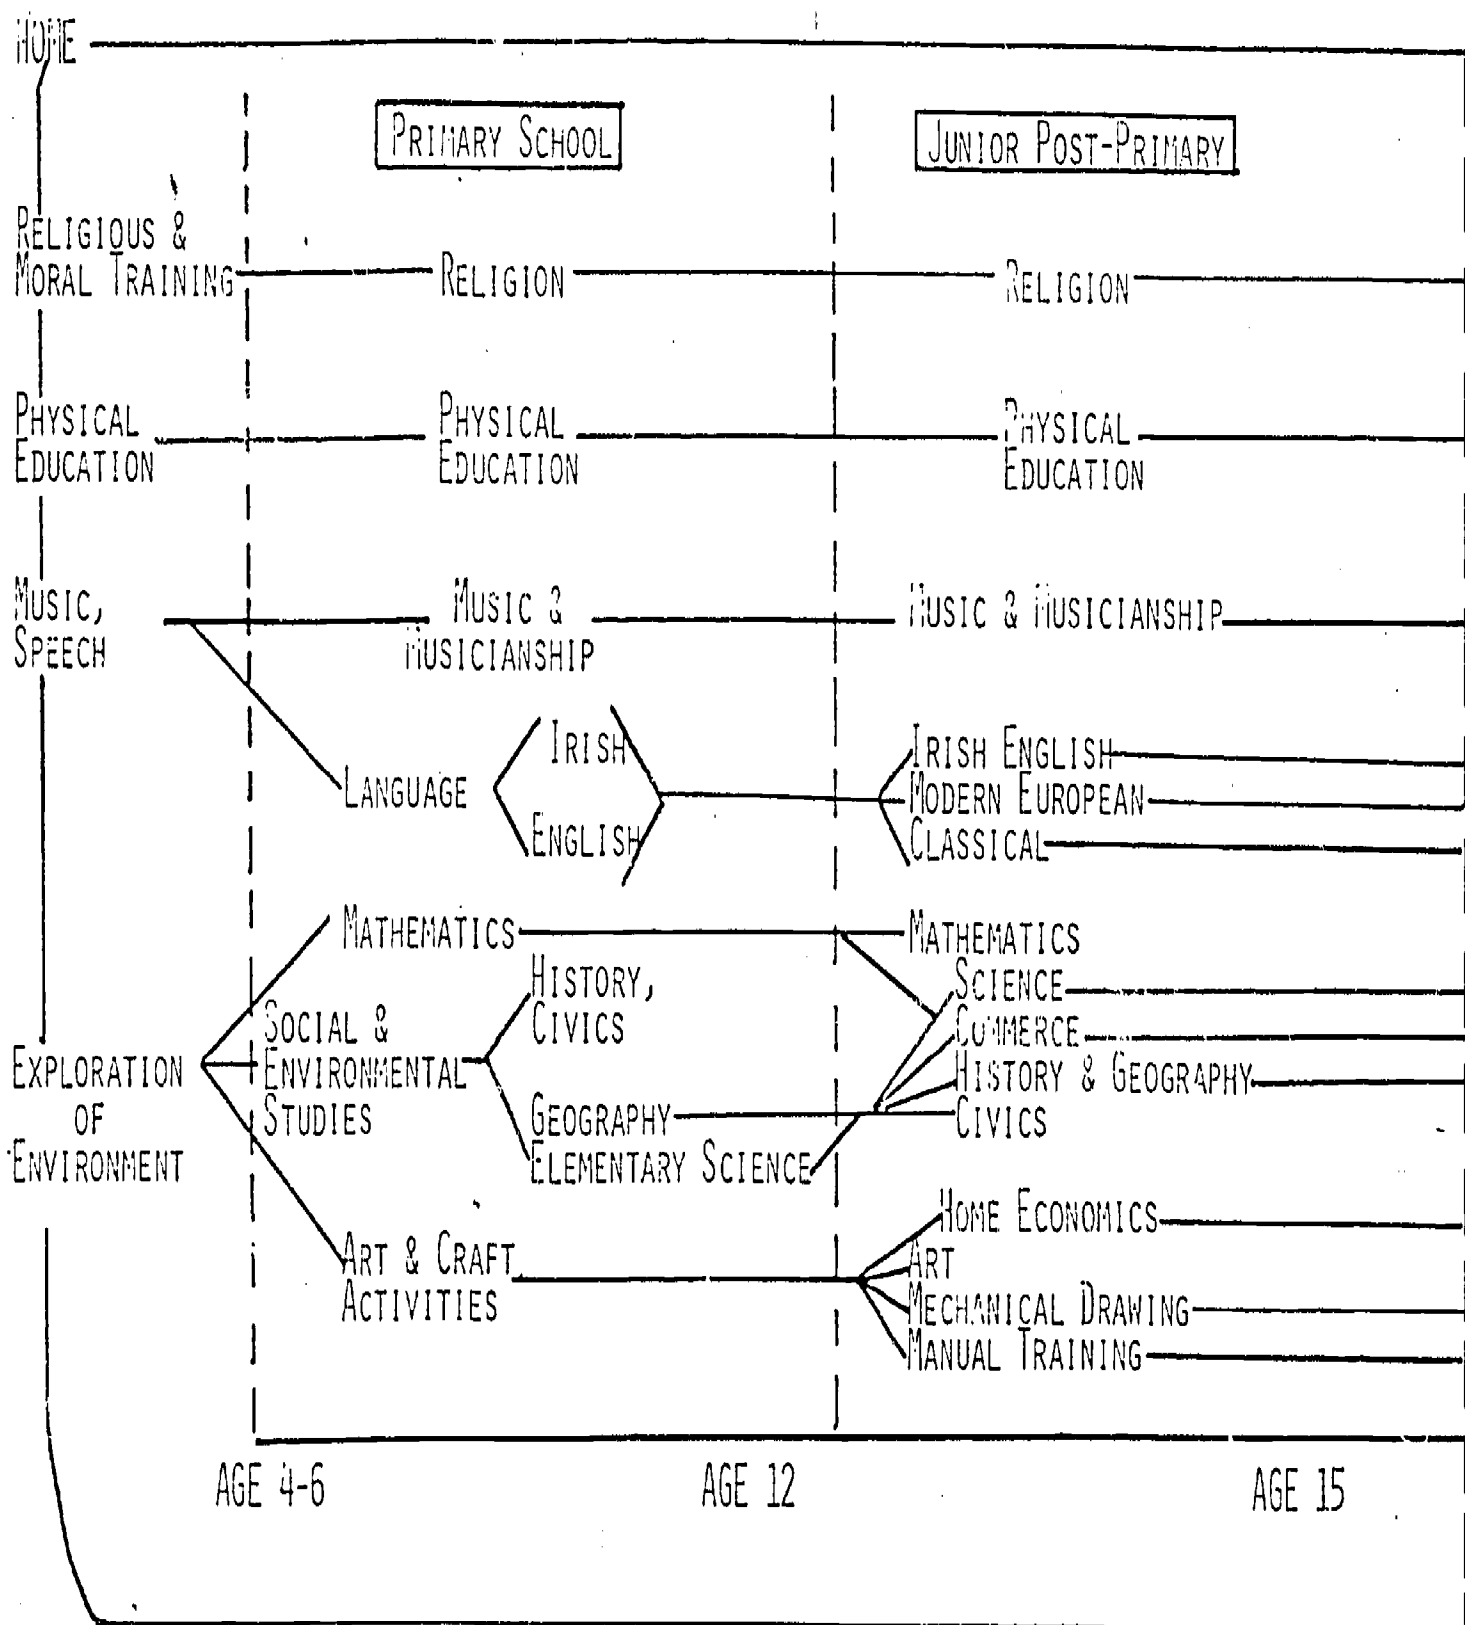 HOME
PRIMARY SCHOOL
JUNIOR POST-PRIMARY
RELIGIOUS &
MORAL TRAINING
RELIGION
RELIGION
PHYSICAL
EDUCATION
PHYSICAL
EDUCATION
PHYSICAL
EDUCATION
MUSIC,
SPEECH
MUSIC &
MUSICIANSHIP
MUSIC & MUSICIANSHIP
LANGUAGE
IRISH
ENGLISH
IRISH ENGLISH
MODERN EUROPEAN
CLASSICAL
EXPLORATION
OF
ENVIRONMENT
MATHEMATICS
SOCIAL &
ENVIRONMENTAL
STUDIES
HISTORY,
CIVICS
GEOGRAPHY
ELEMENTARY SCIENCE
MATHEMATICS
SCIENCE
COMMERCE
HISTORY & GEOGRAPHY
CIVICS
ART & CRAFT
ACTIVITIES
HOME ECONOMICS
ART
MECHANICAL DRAWING
MANUAL TRAINING
AGE 4-6
AGE 12
AGE 15